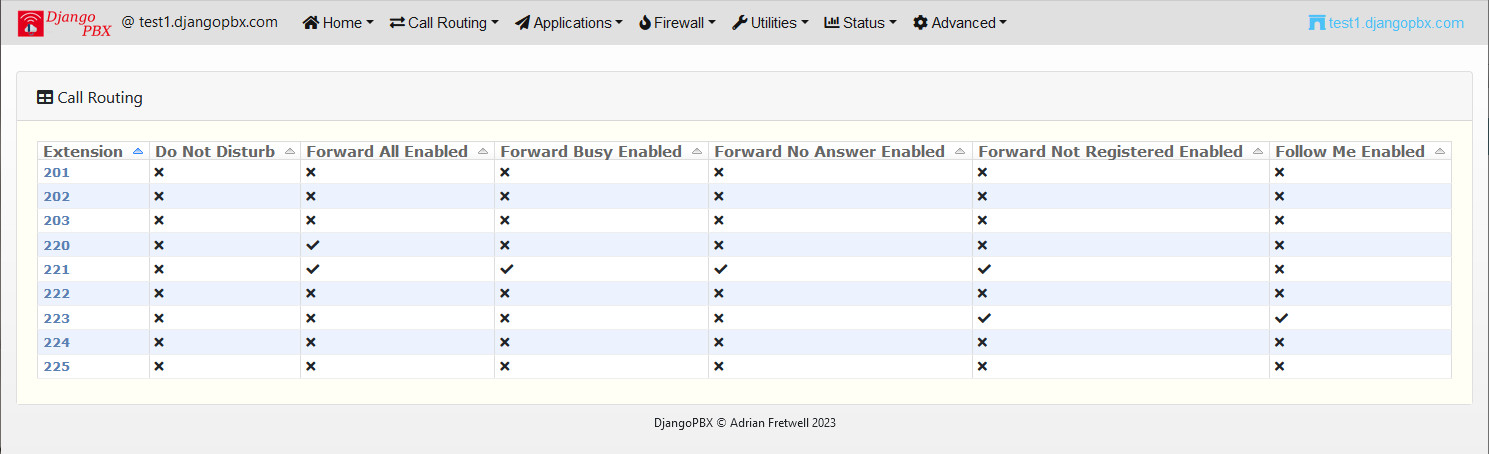 Django PBX @ test1.djangopbx.com Home Call Routing Applications Firewall Utilities Status Advanced test1.djangopbx.com
Call Routing
Extension Do Not Disturb Forward All Enabled Forward Busy Enabled Forward No Answer Enabled Forward Not Registered Enabled Follow Me Enabled
201
202
203
220
221
222
223
224
225
DjangoPBX © Adrian Fretwell 2023